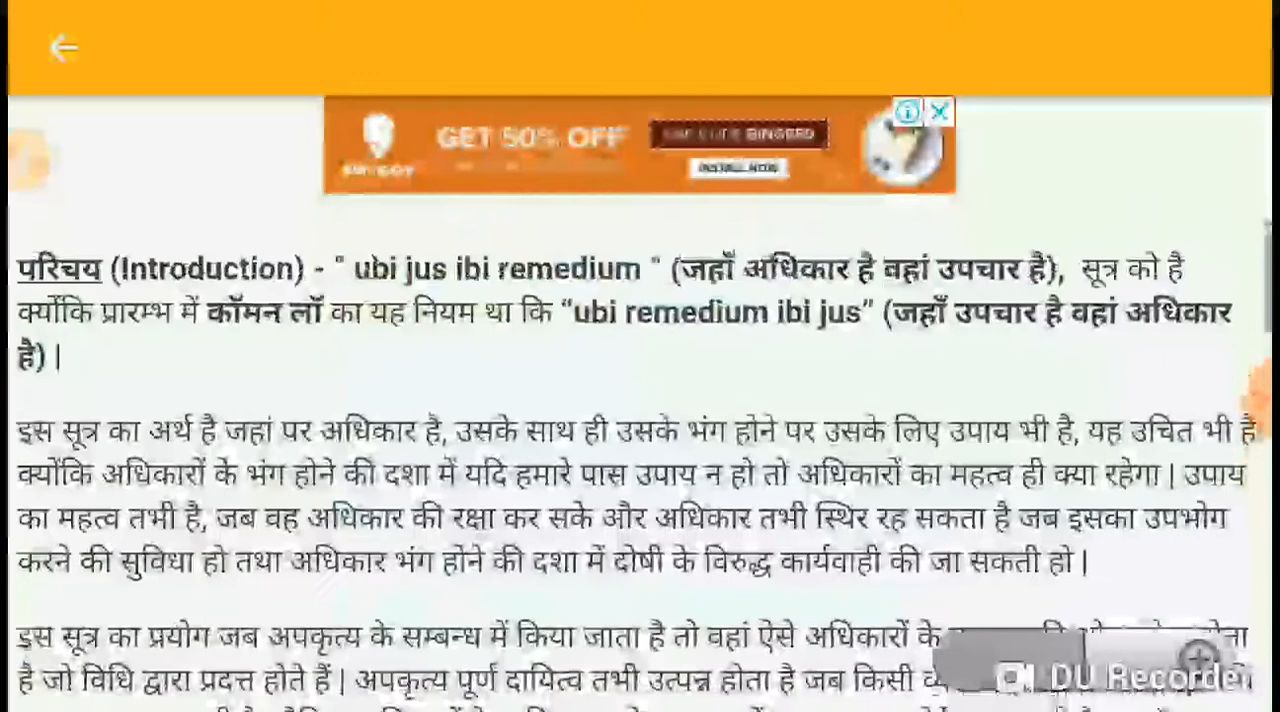 GET 50% OFF
BINGEED
INSTALL NOW
परिचय (Introduction) - " ubi jus ibi remedium " (जहाँ अधिकार है वहां उपचार है), सूत्र को है
क्योंकि प्रारम्भ में कॉमन लॉ का यह नियम था कि “ubi remedium ibi jus” (जहाँ उपचार है वहां अधिकार
है) |
इस सूत्र का अर्थ है जहां पर अधिकार है, उसके साथ ही उसके भंग होने पर उसके लिए उपाय भी है, यह उचित भी है
क्योंकि अधिकारों के भंग होने की दशा में यदि हमारे पास उपाय न हो तो अधिकारों का महत्व ही क्या रहेगा | उपाय
का महत्व तभी है, जब वह अधिकार की रक्षा कर सके और अधिकार तभी स्थिर रह सकता है जब इसका उपभोग
करने की सुविधा हो तथा अधिकार भंग होने की दशा में दोषी के विरुद्ध कार्यवाही की जा सकती हो |
इस सूत्र का प्रयोग जब अपकृत्य के सम्बन्ध में किया जाता है तो वहां ऐसे अधिकारों के
है जो विधि द्वारा प्रदत्त होते हैं | अपकृत्य पूर्ण दायित्व तभी उत्पन्न होता है जब किसी
DU Recorder